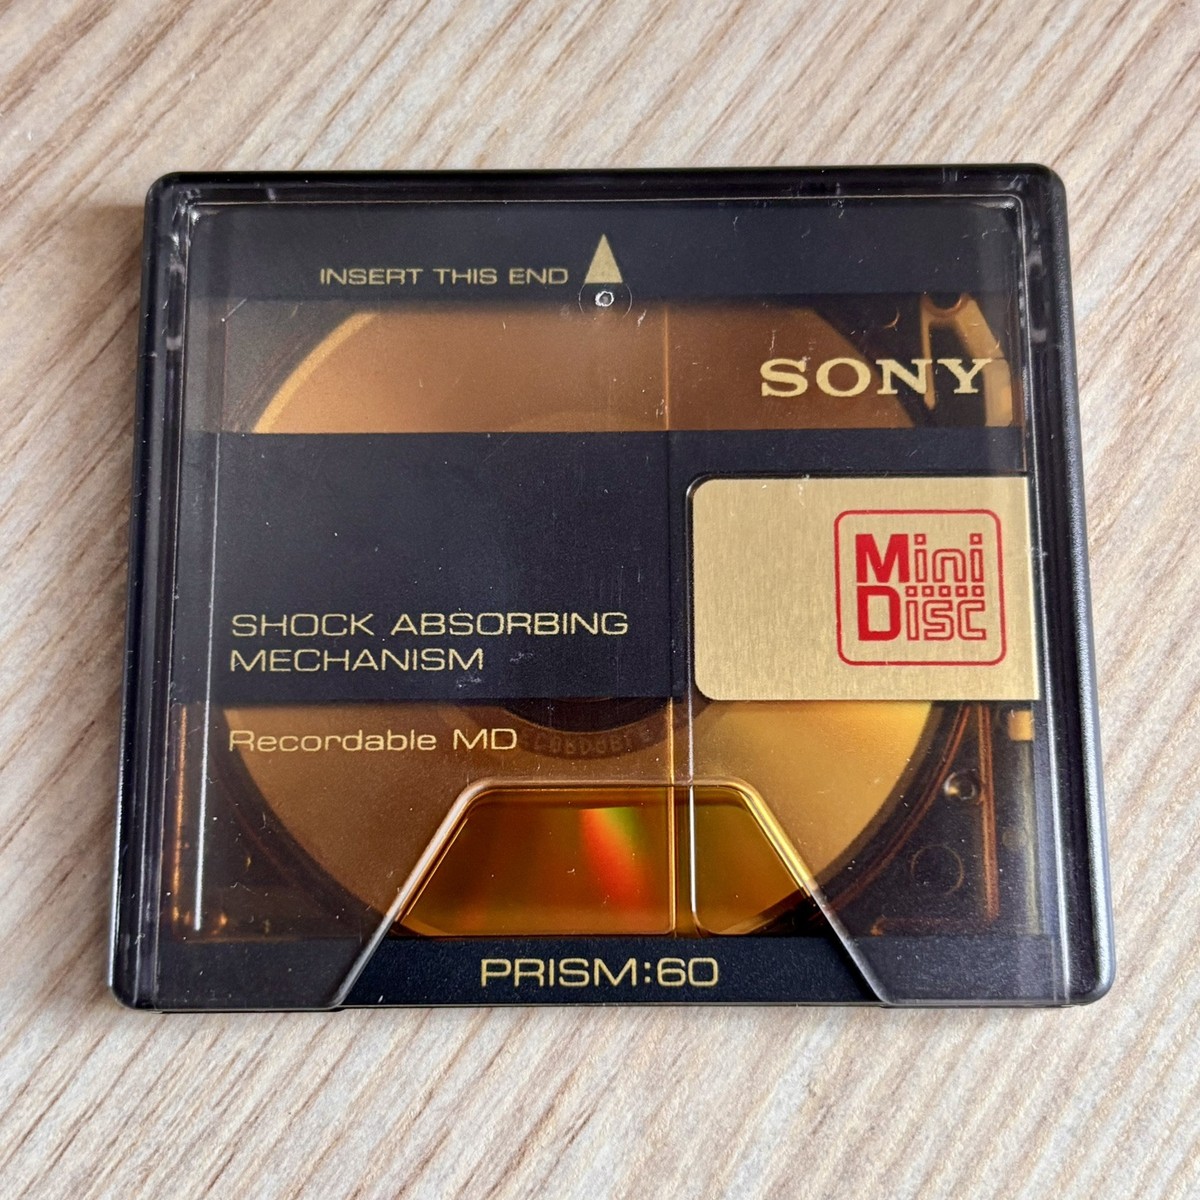 INSERT THIS END
SONY
Mini
Disc
SHOCK ABSORBING
MECHANISM
Recordable MD
PRISM:60